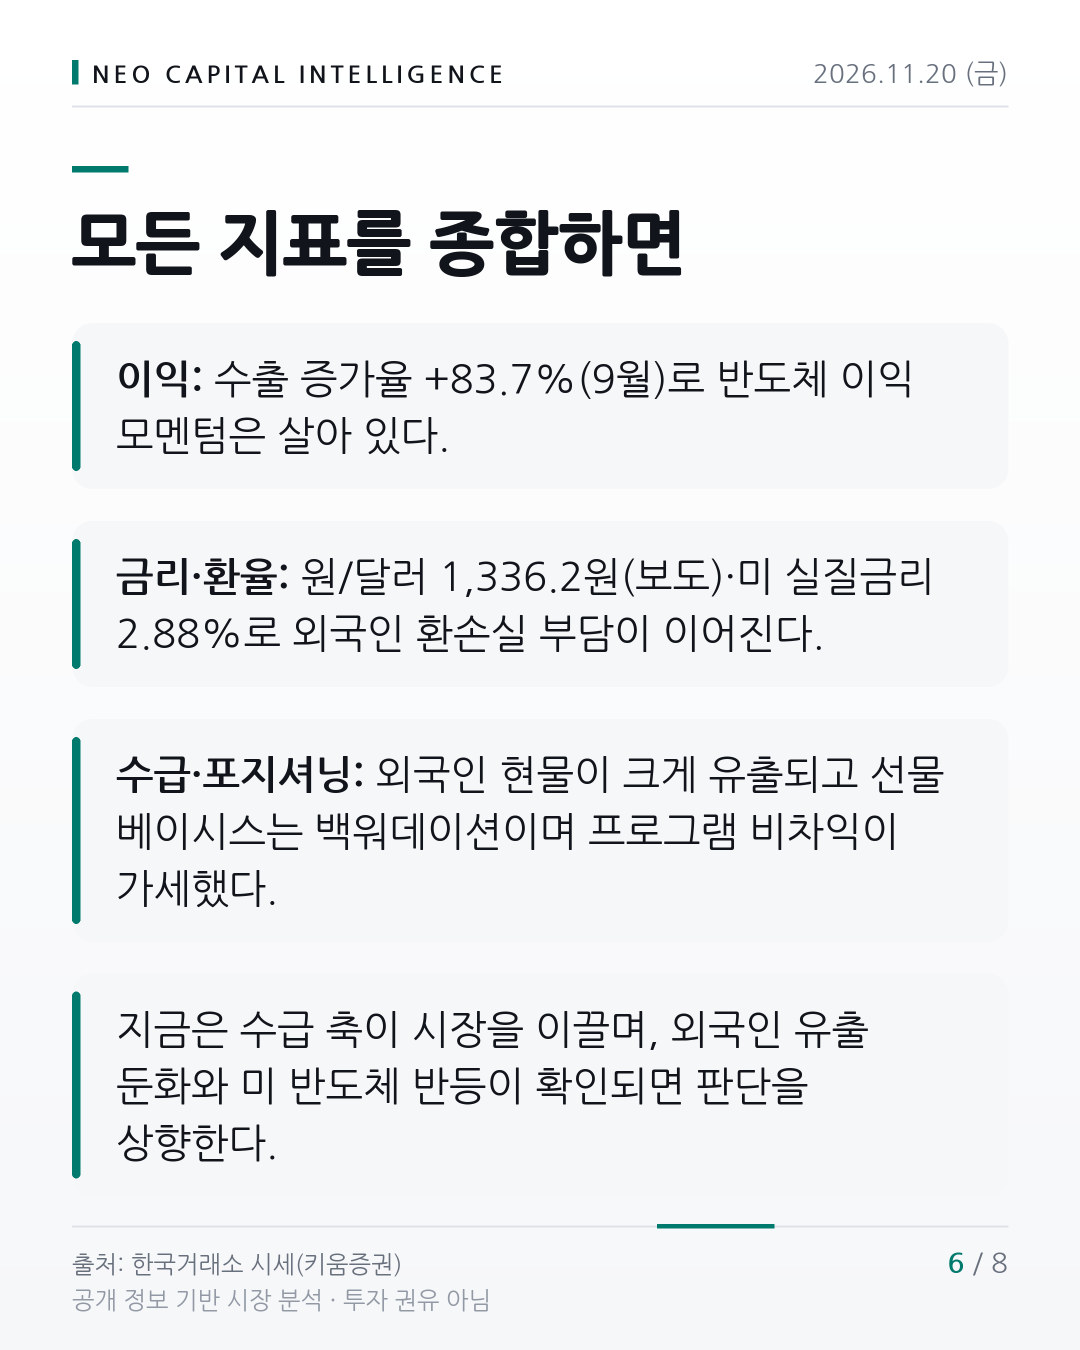 NEO CAPITAL INTELLIGENCE
2026.11.20 (금)
모든 지표를 종합하면
이익: 수출 증가율 +83.7%(9월)로 반도체 이익
모멘텀은 살아 있다.
금리·환율: 원/달러 1,336.2원(보도)·미 실질금리
2.88%로 외국인 환손실 부담이 이어진다.
수급·포지셔닝: 외국인 현물이 크게 유출되고 선물
베이시스는 백워데이션이며 프로그램 비차익이
가세했다.
지금은 수급 축이 시장을 이끌며, 외국인 유출
둔화와 미 반도체 반등이 확인되면 판단을
상향한다.
출처: 한국거래소 시세(키움증권)
6 / 8
공개 정보 기반 시장 분석 · 투자 권유 아님